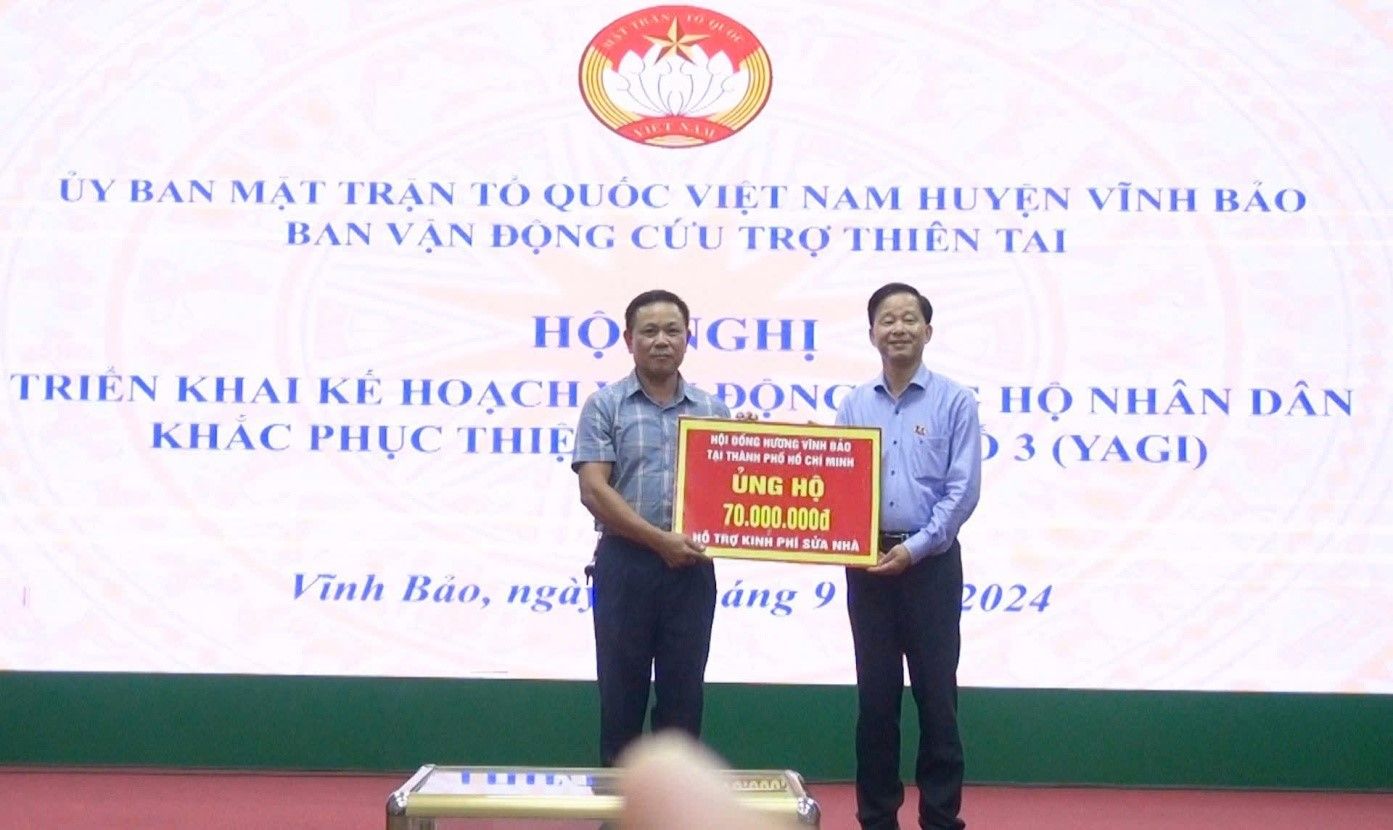 MẶT TRẬN TỔ QUỐC
VIỆT NAM
ỦY BAN MẶT TRẬN TỔ QUỐC VIỆT NAM HUYỆN VĨNH BẢO
BAN VẬN ĐỘNG CỨU TRỢ THIÊN TAI
HỘI NGHỊ
TRIỂN KHAI KẾ HOẠCH ĐỘNG HỘ NHÂN DÂN
KHẮC PHỤC THIỆ Ố 3 (YAGI)
HỘI ĐỒNG HƯƠNG VĨNH BẢO
TẠI THÀNH PHỐ HỒ CHÍ MINH
ỦNG HỘ
70.000.000đ
HỖ TRỢ KINH PHÍ SỬA NHÀ
Vĩnh Bảo, ngày háng 9 2024